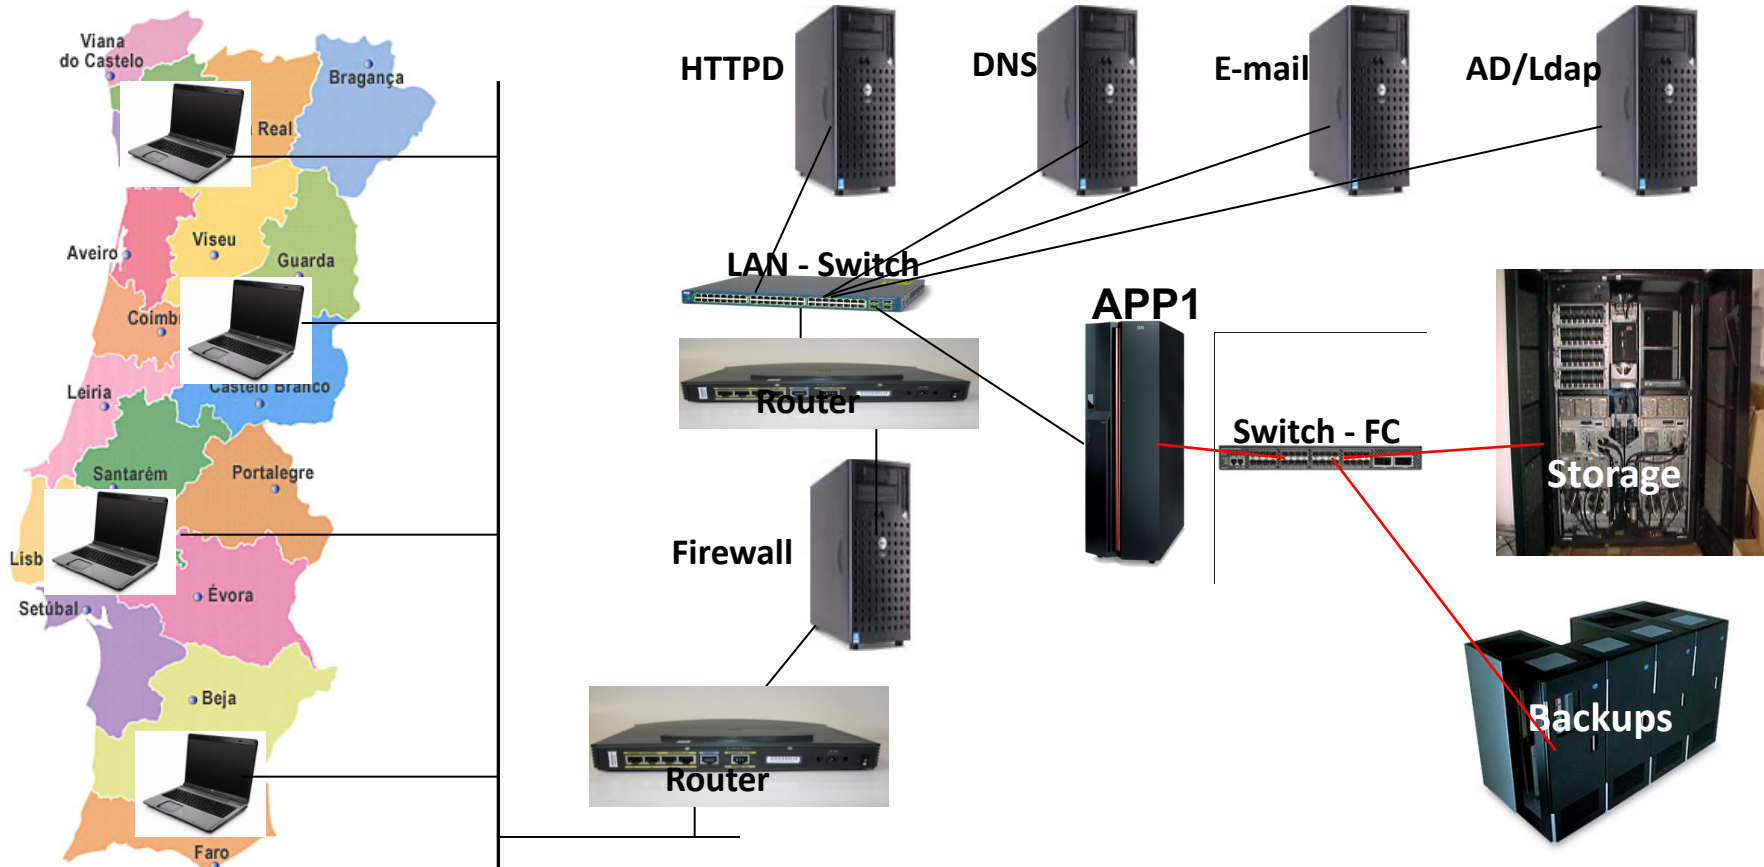 Viana
do Castelo
Bragança
Real
Aveiro
Viseu
Guarda
Coimb
Leiria
Castelo Branco
Santarém
Portalegre
Lisb
Setúbal
Évora
Beja
Faro
HTTPD
DNS
E-mail
AD/Ldap
LAN - Switch
APP1
Router
Switch - FC
Storage
Firewall
Backups
Router